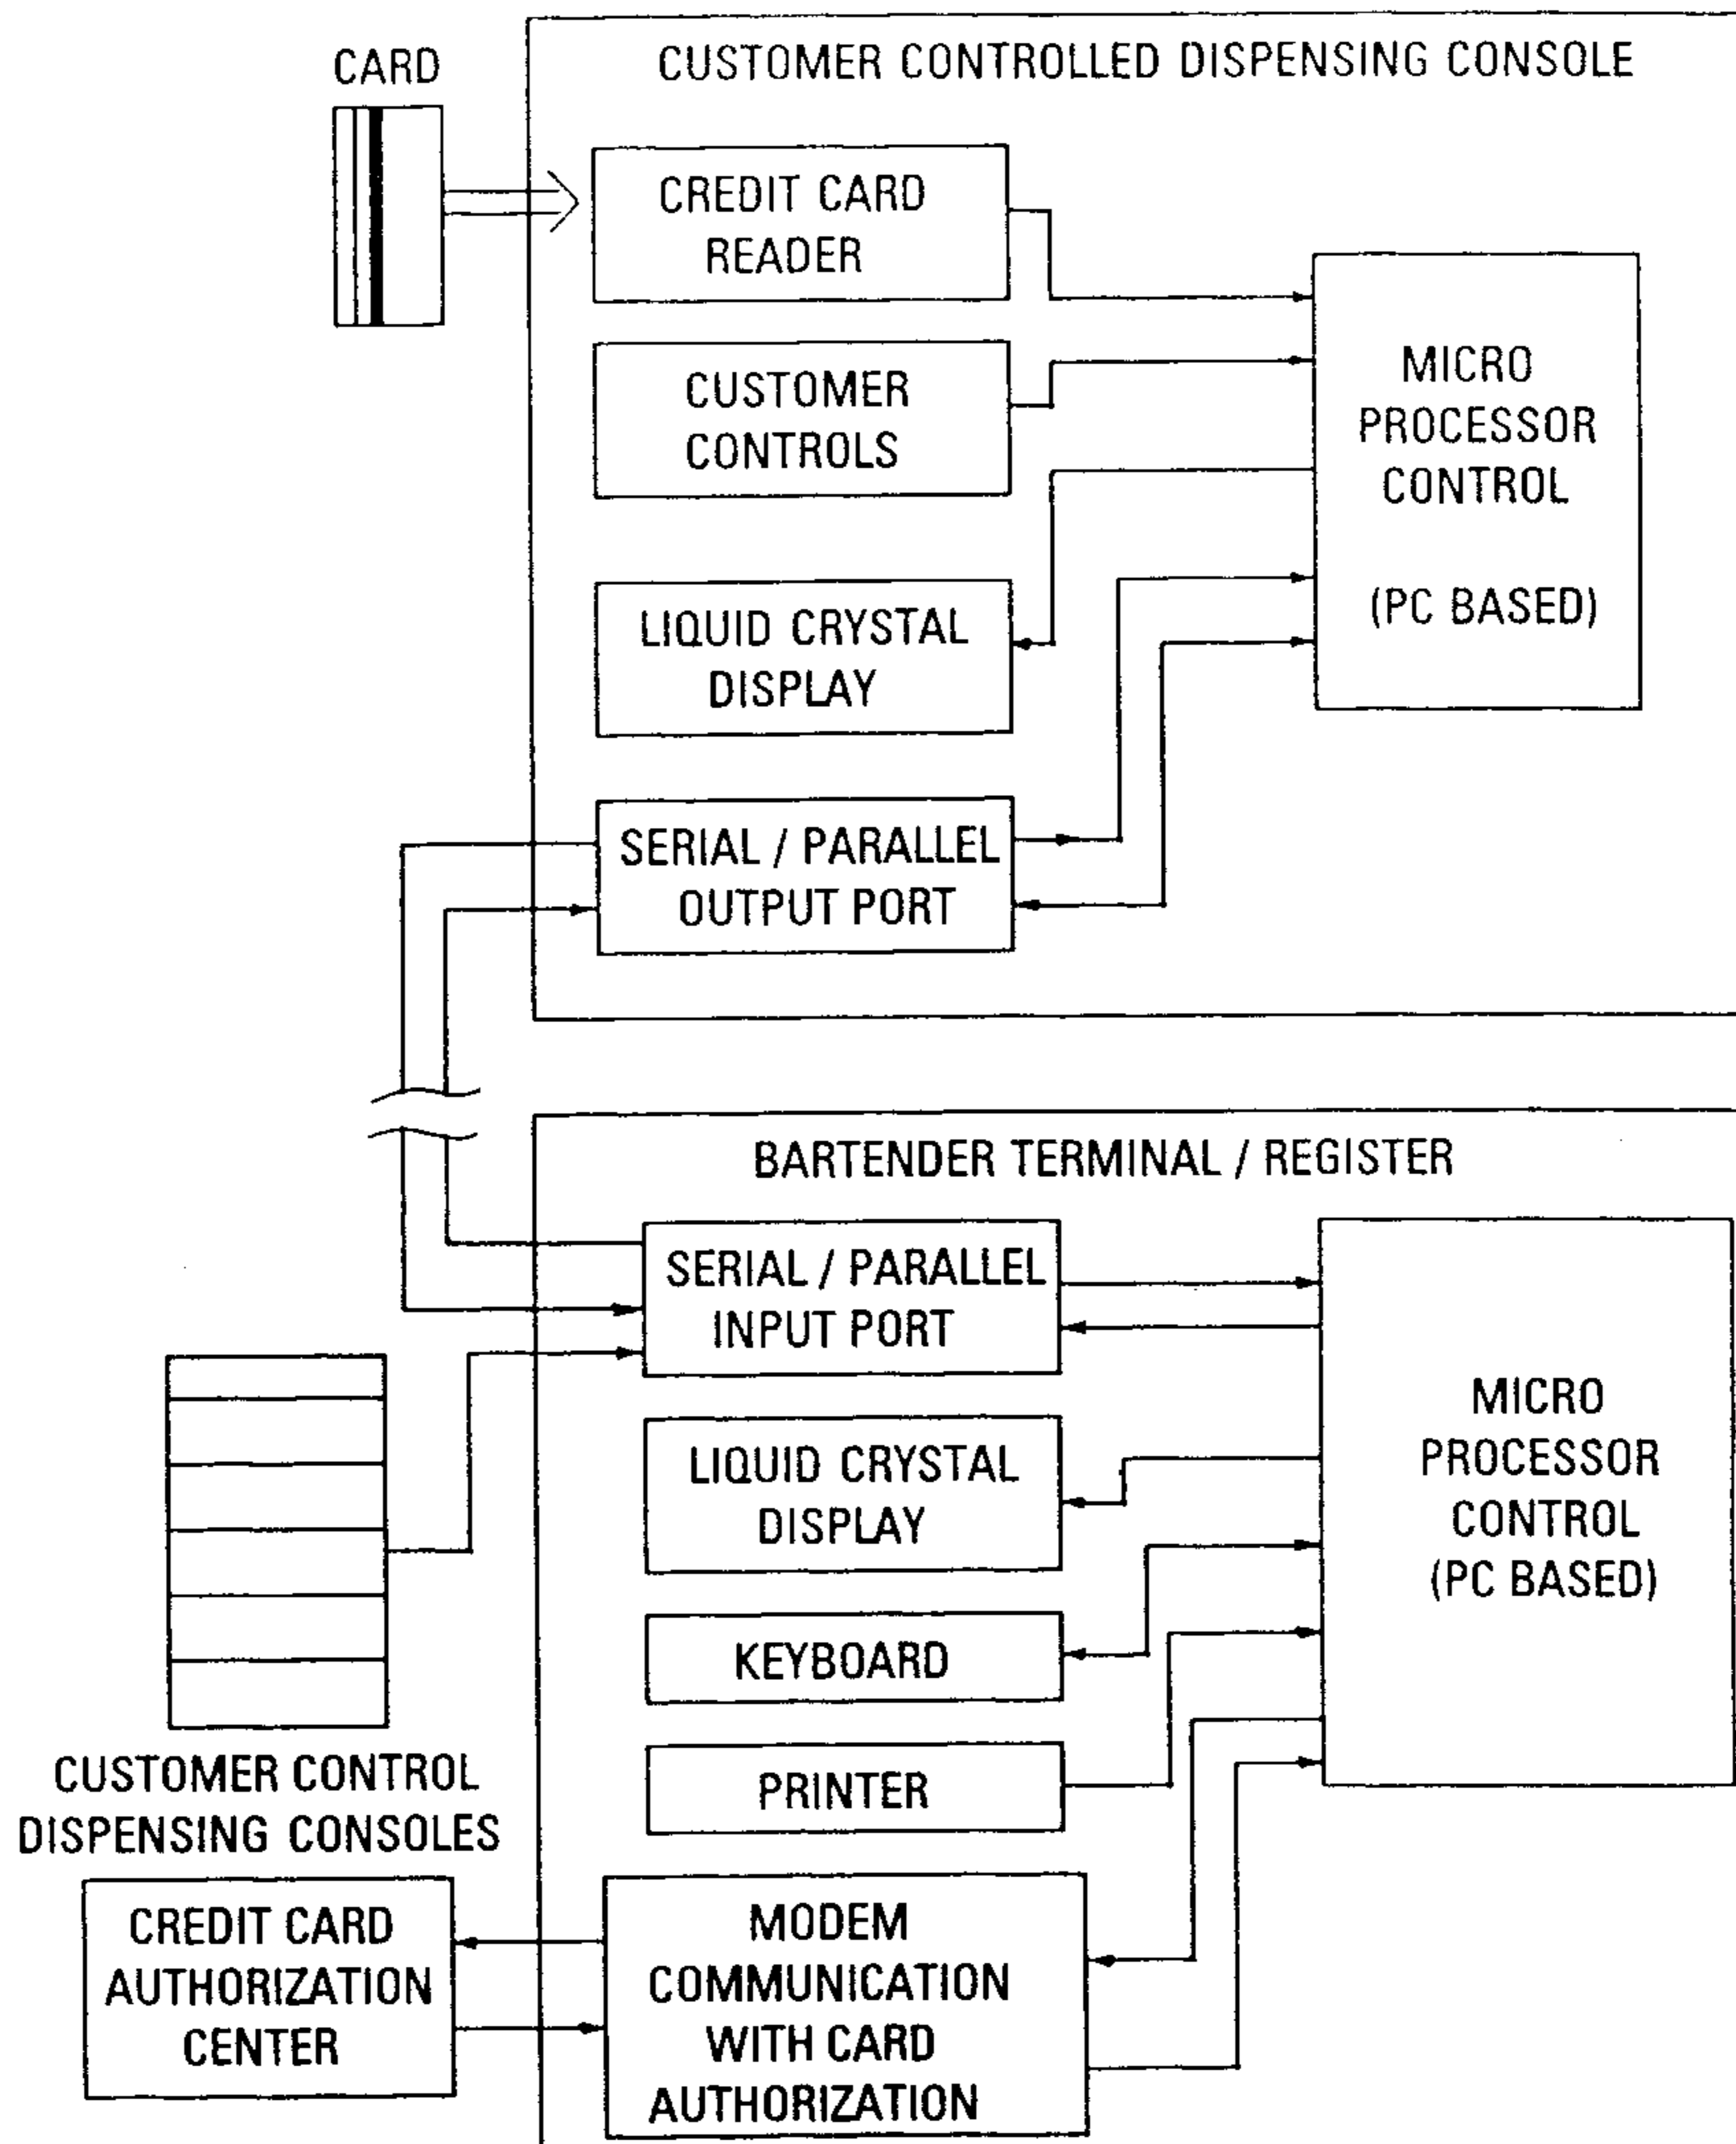 CARD
CUSTOMER CONTROLLED DISPENSING CONSOLE
CREDIT CARD
READER
CUSTOMER
CONTROLS
MICRO
PROCESSOR
CONTROL
(PC BASED)
LIQUID CRYSTAL
DISPLAY
SERIAL / PARALLEL
OUTPUT PORT
BARTENDER TERMINAL / REGISTER
SERIAL / PARALLEL
INPUT PORT
LIQUID CRYSTAL
DISPLAY
MICRO
PROCESSOR
CONTROL
(PC BASED)
KEYBOARD
PRINTER
CUSTOMER CONTROL
DISPENSING CONSOLES
CREDIT CARD
AUTHORIZATION
CENTER
MODEM
COMMUNICATION
WITH CARD
AUTHORIZATION